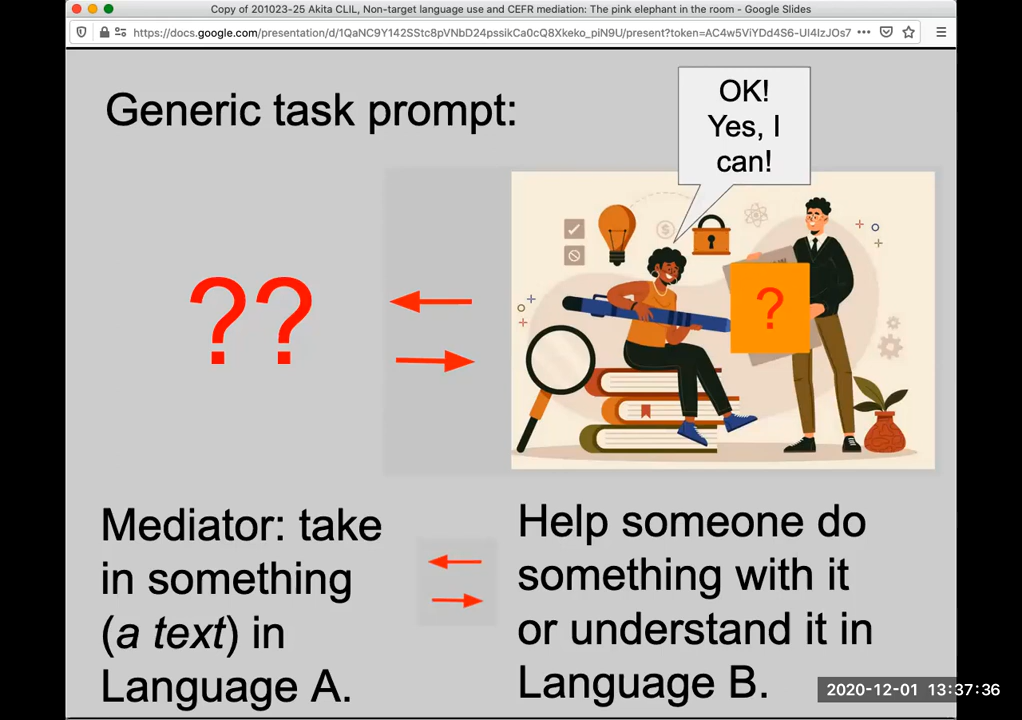 Copy of 201023-25 Akita CLIL, Non-target language use and CEFR mediation: The pink elephant in the room - Google Slides
https://docs.google.com/presentation/d/1QaNC9Y142SStc8pVNbD24pssikCa0cQ8Xkeko_piN9U/present?token=AC4w5ViYDd4S6-Ul4IzJOs7
Generic task prompt:
OK!
Yes, I
can!
??
?
Mediator: take
in something
(a text) in
Language A.
Help someone do
something with it
or understand it in
Language B.
2020-12-01 13:37:36